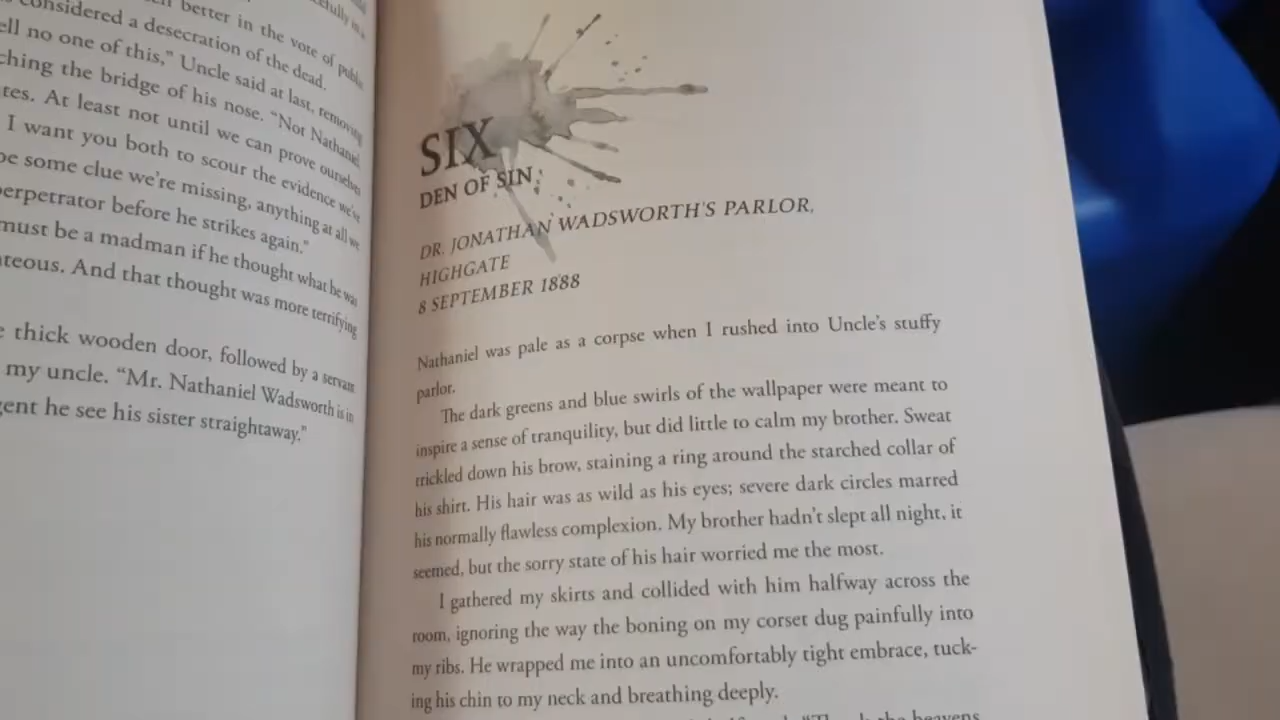 better in the vote of public
considered a desecration of the dead.
ell no one of this," Uncle said at last, removing
ching the bridge of his nose. "Not Nathaniel
tes. At least not until we can prove ourselves
I want you both to scour the evidence we've
be some clue we're missing, anything at all we
perpetrator before he strikes again."
must be a madman if he thought what he was
teous. And that thought was more terrifying
e thick wooden door, followed by a servant
my uncle. "Mr. Nathaniel Wadsworth is in
gent he see his sister straightaway."
SIX
DEN OF SIN
DR. JONATHAN WADSWORTH'S PARLOR,
HIGHGATE
8 SEPTEMBER 1888
Nathaniel was pale as a corpse when I rushed into Uncle's stuffy
parlor.
The dark greens and blue swirls of the wallpaper were meant to
inspire a sense of tranquility, but did little to calm my brother. Sweat
trickled down his brow, staining a ring around the starched collar of
his shirt. His hair was as wild as his eyes; severe dark circles marred
his normally flawless complexion. My brother hadn't slept all night, it
seemed, but the sorry state of his hair worried me the most.
I gathered my skirts and collided with him halfway across the
room, ignoring the way the boning on my corset dug painfully into
my ribs. He wrapped me into an uncomfortably tight embrace, tuck-
ing his chin to my neck and breathing deeply.
the heavens